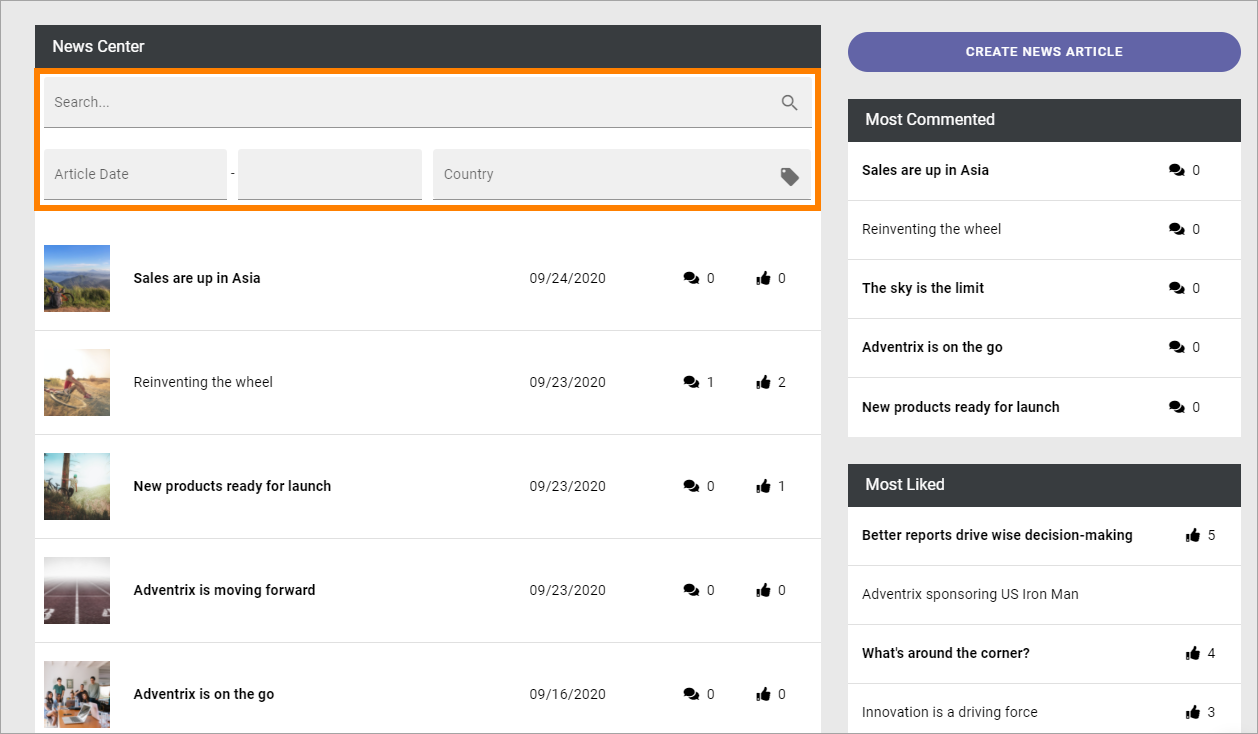 News Center
Search...
Article Date - Country
Sales are up in Asia 09/24/2020 0 0
Reinventing the wheel 09/23/2020 1 2
New products ready for launch 09/23/2020 0 1
Adventrix is moving forward 09/23/2020 0 0
Adventrix is on the go 09/16/2020 0 0
CREATE NEWS ARTICLE
Most Commented
Sales are up in Asia 0
Reinventing the wheel 0
The sky is the limit 0
Adventrix is on the go 0
New products ready for launch 0
Most Liked
Better reports drive wise decision-making 5
Adventrix sponsoring US Iron Man
What's around the corner? 4
Innovation is a driving force 3